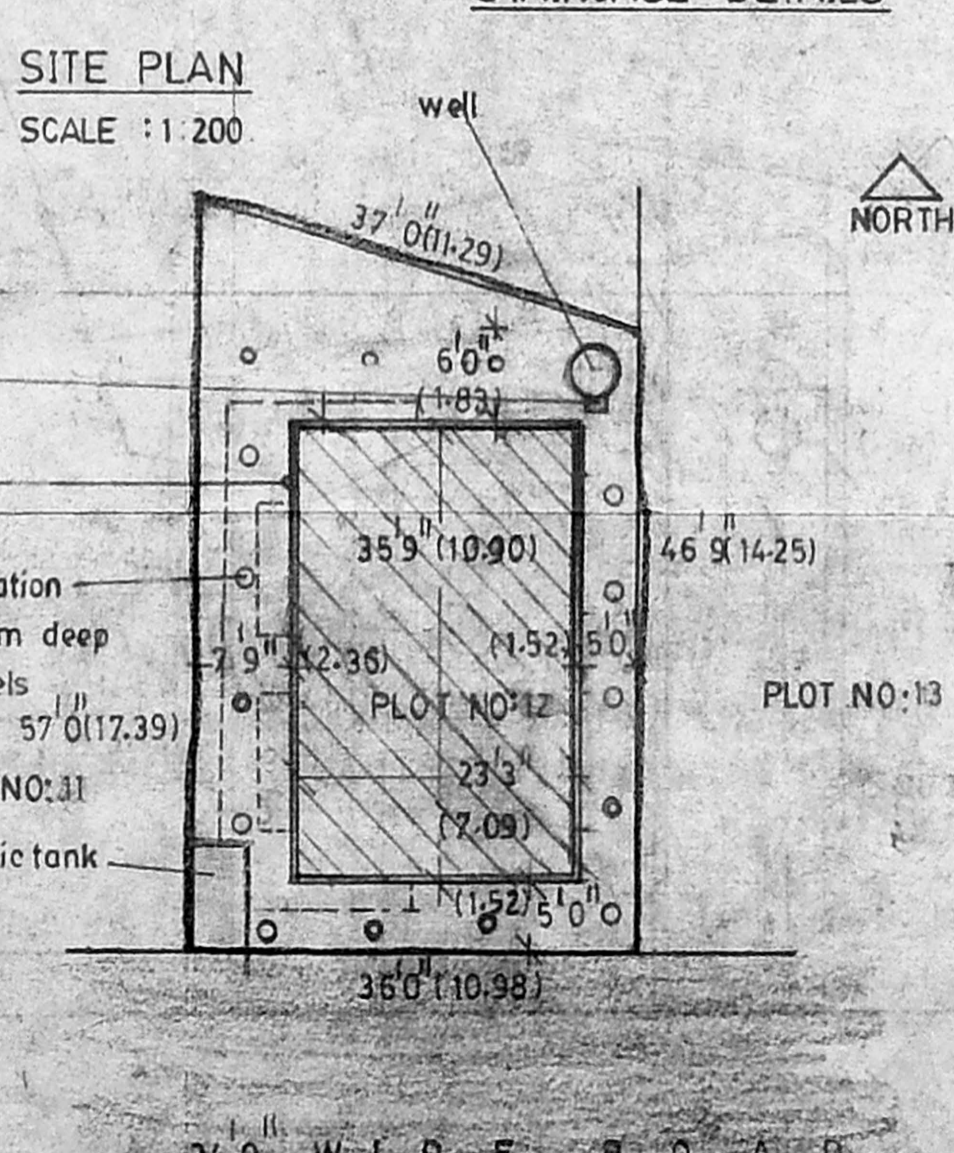 SITE PLAN
SCALE : 1:200
well
NORTH
37'0"(11.29)
6'0"
(1.83)
35'9" (10.90)
46'9"(14.25)
ation
m deep
els
7'9" (2.36)
(1.52) 5'0"
57'0"(17.39)
PLOT NO:12
PLOT NO:13
NO:11
23'3"
(7.09)
ic tank
(1.52) 5'0"
36'0" (10.98)
WIDE ROAD